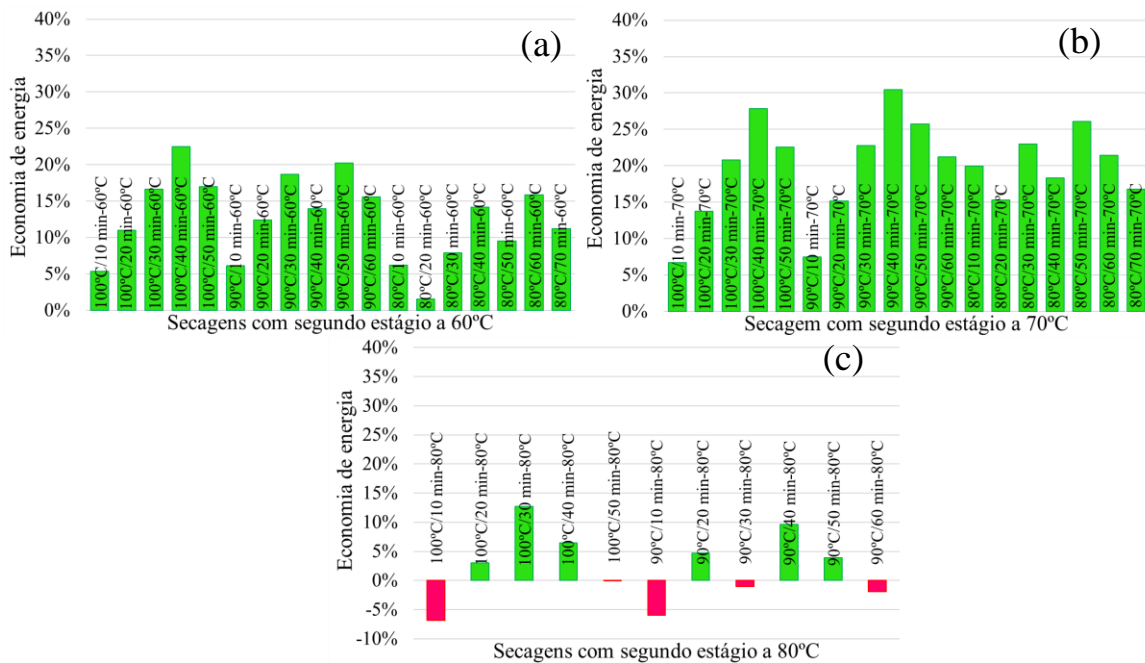 (a)
Economia de energia
40%
35%
30%
25%
20%
15%
10%
5%
0%
100ºC/10 min-60ºC
100ºC/20 min-60ºC
100ºC/30 min-60ºC
100ºC/40 min-60ºC
100ºC/50 min-60ºC
90ºC/10 min-60ºC
90ºC/20 min-60ºC
90ºC/30 min-60ºC
90ºC/40 min-60ºC
90ºC/50 min-60ºC
90ºC/60 min-60ºC
80ºC/10 min-60ºC
80ºC/20 min-60ºC
80ºC/30 min-60ºC
80ºC/40 min-60ºC
80ºC/50 min-60ºC
80ºC/60 min-60ºC
80ºC/70 min-60ºC
Secagens com segundo estágio a 60ºC
(b)
Economia de energia
40%
35%
30%
25%
20%
15%
10%
5%
0%
100ºC/10 min-70ºC
100ºC/20 min-70ºC
100ºC/30 min-70ºC
100ºC/40 min-70ºC
100ºC/50 min-70ºC
90ºC/10 min-70ºC
90ºC/20 min-70ºC
90ºC/30 min-70ºC
90ºC/40 min-70ºC
90ºC/50 min-70ºC
90ºC/60 min-70ºC
80ºC/10 min-70ºC
80ºC/20 min-70ºC
80ºC/30 min-70ºC
80ºC/40 min-70ºC
80ºC/50 min-70ºC
80ºC/60 min-70ºC
80ºC/70 min-70ºC
Secagem com segundo estágio a 70ºC
(c)
Economia de energia
40%
35%
30%
25%
20%
15%
10%
5%
0%
-5%
-10%
100ºC/10 min-80ºC
100ºC/20 min-80ºC
100ºC/30 min-80ºC
100ºC/40 min-80ºC
100ºC/50 min-80ºC
90ºC/10 min-80ºC
90ºC/20 min-80ºC
90ºC/30 min-80ºC
90ºC/40 min-80ºC
90ºC/50 min-80ºC
90ºC/60 min-80ºC
Secagens com segundo estágio a 80ºC